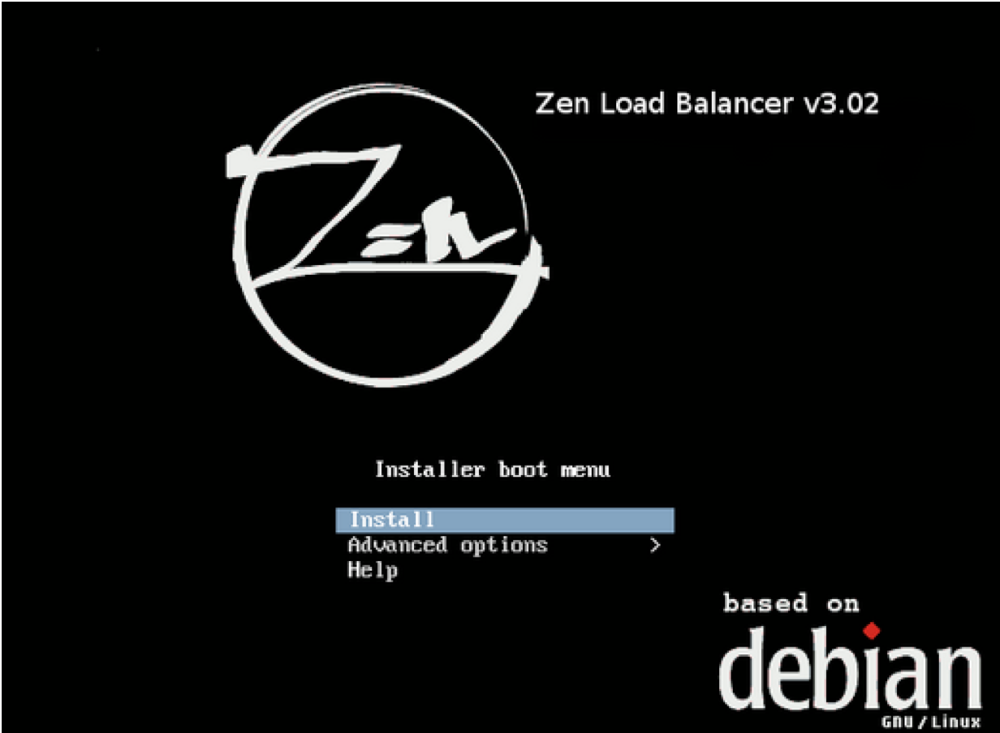 Zen Load Balancer v3.02
Zen
Installer boot menu
Install
Advanced options >
Help
based on
debian
GNU/Linux